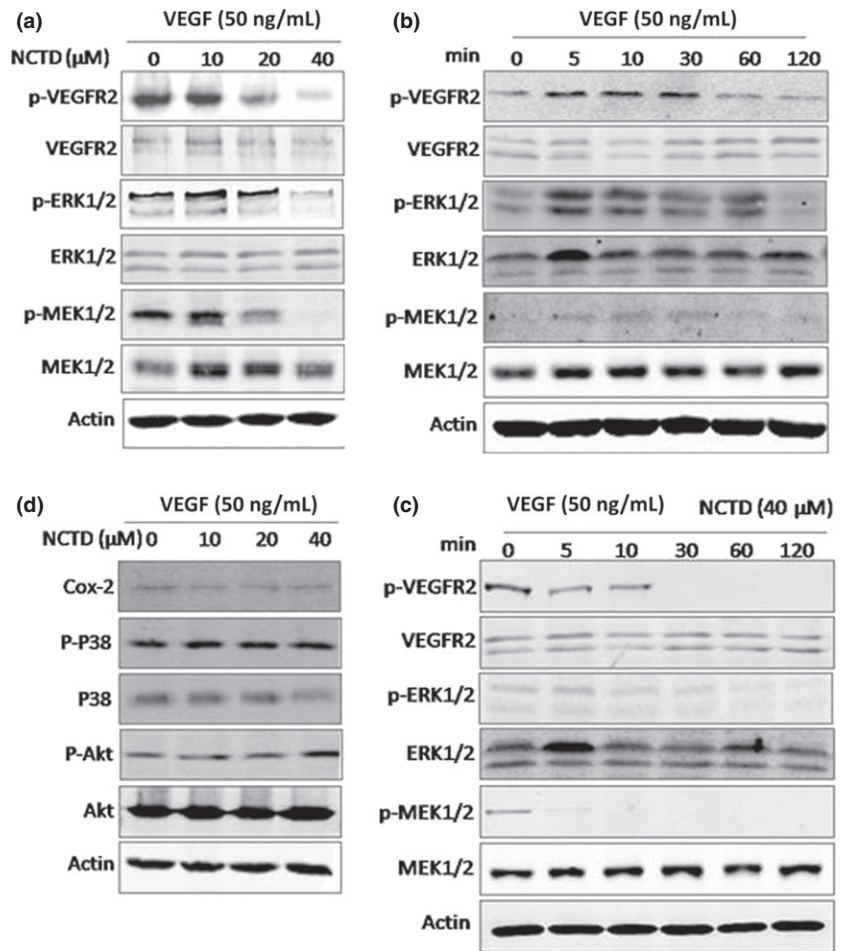 (a)
VEGF (50 ng/mL)
NCTD (µM) 0 10 20 40
p-VEGFR2
VEGFR2
p-ERK1/2
ERK1/2
p-MEK1/2
MEK1/2
Actin
(b)
VEGF (50 ng/mL)
min 0 5 10 30 60 120
p-VEGFR2
VEGFR2
p-ERK1/2
ERK1/2
p-MEK1/2
MEK1/2
Actin
(d)
VEGF (50 ng/mL)
NCTD (µM) 0 10 20 40
Cox-2
P-P38
P38
P-Akt
Akt
Actin
(c)
VEGF (50 ng/mL) NCTD (40 µM)
min 0 5 10 30 60 120
p-VEGFR2
VEGFR2
p-ERK1/2
ERK1/2
p-MEK1/2
MEK1/2
Actin